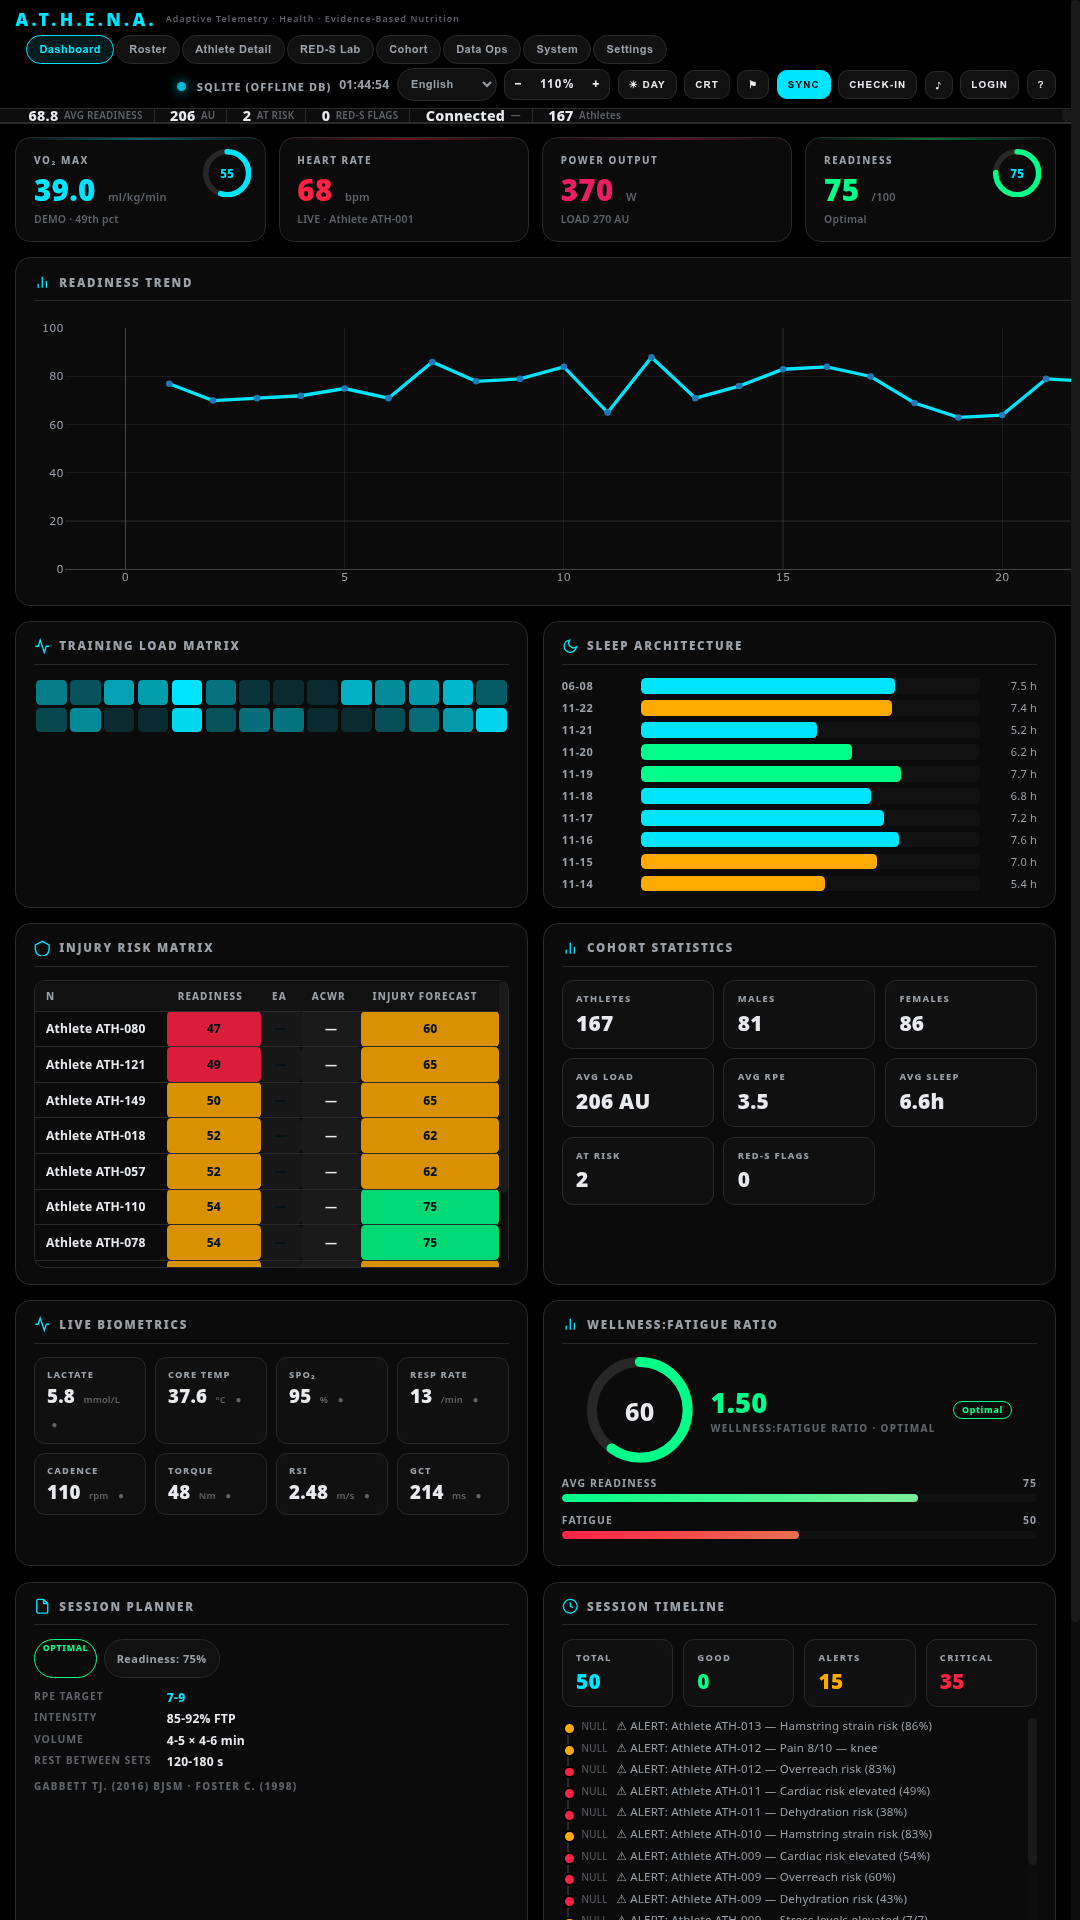 A.T.H.E.N.A. Adaptive Telemetry · Health · Evidence-Based Nutrition
Dashboard Roster Athlete Detail RED-S Lab Cohort Data Ops System Settings
SQLITE (OFFLINE DB) 01:44:54 English − 110% + ☀ DAY CRT ⚑ SYNC CHECK-IN ♪ LOGIN ?
68.8 AVG READINESS 206 AU 2 AT RISK 0 RED-S FLAGS Connected — 167 Athletes
VO₂ MAX
39.0 ml/kg/min
DEMO · 49th pct
55
HEART RATE
68 bpm
LIVE · Athlete ATH-001
POWER OUTPUT
370 W
LOAD 270 AU
READINESS
75 /100
Optimal
75
READINESS TREND
100
80
60
40
20
0
0 5 10 15 20
TRAINING LOAD MATRIX
SLEEP ARCHITECTURE
06-08 7.5 h
11-22 7.4 h
11-21 5.2 h
11-20 6.2 h
11-19 7.7 h
11-18 6.8 h
11-17 7.2 h
11-16 7.6 h
11-15 7.0 h
11-14 5.4 h
INJURY RISK MATRIX
N READINESS EA ACWR INJURY FORECAST
Athlete ATH-080 47 — — 60
Athlete ATH-121 49 — — 65
Athlete ATH-149 50 — — 65
Athlete ATH-018 52 — — 62
Athlete ATH-057 52 — — 62
Athlete ATH-110 54 — — 75
Athlete ATH-078 54 — — 75
COHORT STATISTICS
ATHLETES
167
MALES
81
FEMALES
86
AVG LOAD
206 AU
AVG RPE
3.5
AVG SLEEP
6.6h
AT RISK
2
RED-S FLAGS
0
LIVE BIOMETRICS
LACTATE
5.8 mmol/L
CORE TEMP
37.6 °C
SPO₂
95 %
RESP RATE
13 /min
CADENCE
110 rpm
TORQUE
48 Nm
RSI
2.48 m/s
GCT
214 ms
WELLNESS:FATIGUE RATIO
60
1.50
WELLNESS:FATIGUE RATIO · OPTIMAL
Optimal
AVG READINESS 75
FATIGUE 50
SESSION PLANNER
OPTIMAL
Readiness: 75%
RPE TARGET 7-9
INTENSITY 85-92% FTP
VOLUME 4-5 × 4-6 min
REST BETWEEN SETS 120-180 s
GABBETT TJ. (2016) BJSM · FOSTER C. (1998)
SESSION TIMELINE
TOTAL
50
GOOD
0
ALERTS
15
CRITICAL
35
NULL ⚠ ALERT: Athlete ATH-013 — Hamstring strain risk (86%)
NULL ⚠ ALERT: Athlete ATH-012 — Pain 8/10 — knee
NULL ⚠ ALERT: Athlete ATH-012 — Overreach risk (83%)
NULL ⚠ ALERT: Athlete ATH-011 — Cardiac risk elevated (49%)
NULL ⚠ ALERT: Athlete ATH-011 — Dehydration risk (38%)
NULL ⚠ ALERT: Athlete ATH-010 — Hamstring strain risk (83%)
NULL ⚠ ALERT: Athlete ATH-009 — Cardiac risk elevated (54%)
NULL ⚠ ALERT: Athlete ATH-009 — Overreach risk (60%)
NULL ⚠ ALERT: Athlete ATH-009 — Dehydration risk (43%)
NULL ⚠ ALERT: Athlete ATH-009 — Stress levels elevated (7/7)